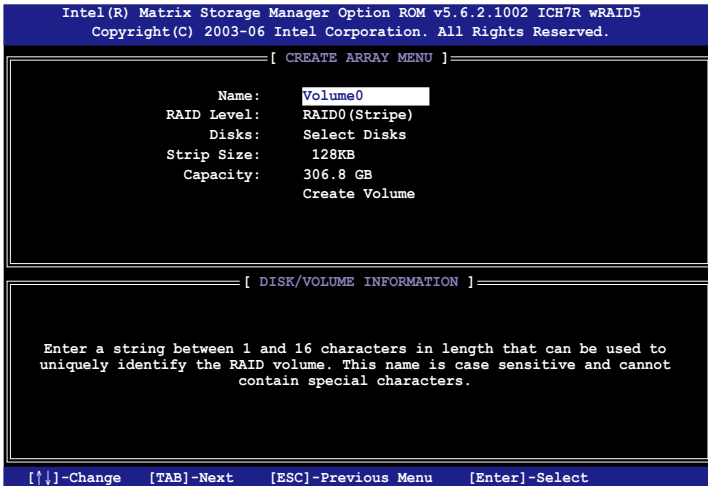 Intel(R) Matrix Storage Manager Option ROM v5.6.2.1002 ICH7R wRAID5
Copyright(C) 2003-06 Intel Corporation. All Rights Reserved.
[ CREATE ARRAY MENU ]
Name: Volume0
RAID Level: RAID0(Stripe)
Disks: Select Disks
Strip Size: 128KB
Capacity: 306.8 GB
Create Volume
[ DISK/VOLUME INFORMATION ]
Enter a string between 1 and 16 characters in length that can be used to
uniquely identify the RAID volume. This name is case sensitive and cannot
contain special characters.
[↑↓]-Change [TAB]-Next [ESC]-Previous Menu [Enter]-Select